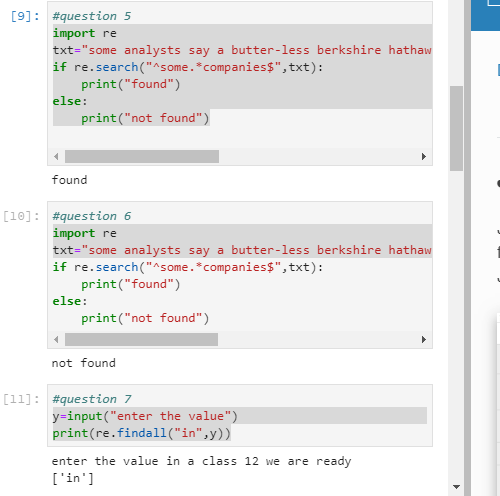 [9]: #question 5
import re
txt="some analysts say a butter-less berkshire hathaw
if re.search("^some.*companies$",txt):
    print("found")
else:
    print("not found")
found
[10]: #question 6
import re
txt="some analysts say a butter-less berkshire hathaw
if re.search("^some.*companies$",txt):
    print("found")
else:
    print("not found")
not found
[11]: #question 7
y=input("enter the value")
print(re.findall("in",y))
enter the value in a class 12 we are ready
['in']